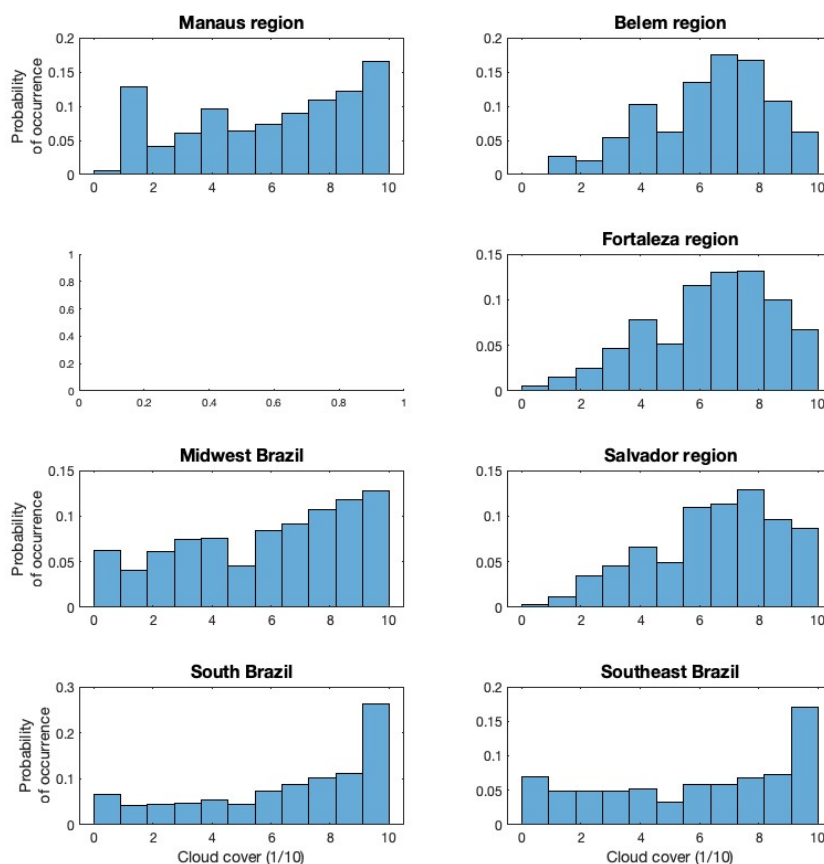 Manaus region
0.2
0.15
0.1
0.05
0
Probability
of occurrence
0 2 4 6 8 10
Belem region
0.2
0.15
0.1
0.05
0
0 2 4 6 8 10
1
0.8
0.6
0.4
0.2
0
0 0.2 0.4 0.6 0.8 1
Fortaleza region
0.15
0.1
0.05
0
0 2 4 6 8 10
Midwest Brazil
0.15
0.1
0.05
0
Probability
of occurrence
0 2 4 6 8 10
Salvador region
0.15
0.1
0.05
0
0 2 4 6 8 10
South Brazil
0.3
0.2
0.1
0
Probability
of occurrence
0 2 4 6 8 10
Cloud cover (1/10)
Southeast Brazil
0.2
0.15
0.1
0.05
0
0 2 4 6 8 10
Cloud cover (1/10)